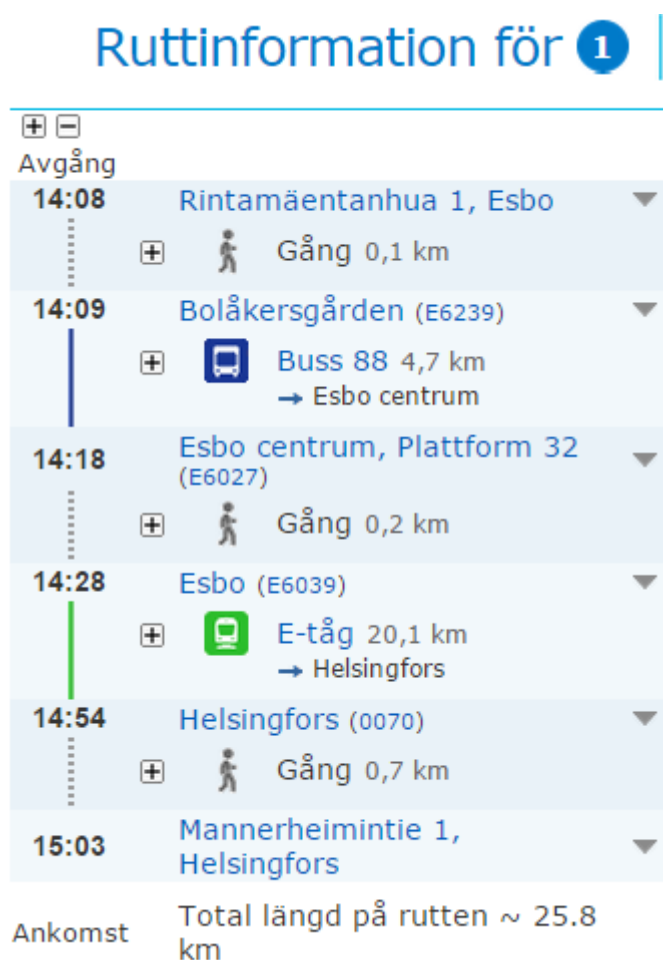 Ruttinformation för 1
Avgång
14:08 Rintamäentanhua 1, Esbo
Gång 0,1 km
14:09 Bolåkersgården (E6239)
Buss 88 4,7 km
→ Esbo centrum
14:18 Esbo centrum, Plattform 32
(E6027)
Gång 0,2 km
14:28 Esbo (E6039)
E-tåg 20,1 km
→ Helsingfors
14:54 Helsingfors (0070)
Gång 0,7 km
15:03 Mannerheimintie 1,
Helsingfors
Ankomst Total längd på rutten ~ 25.8
km